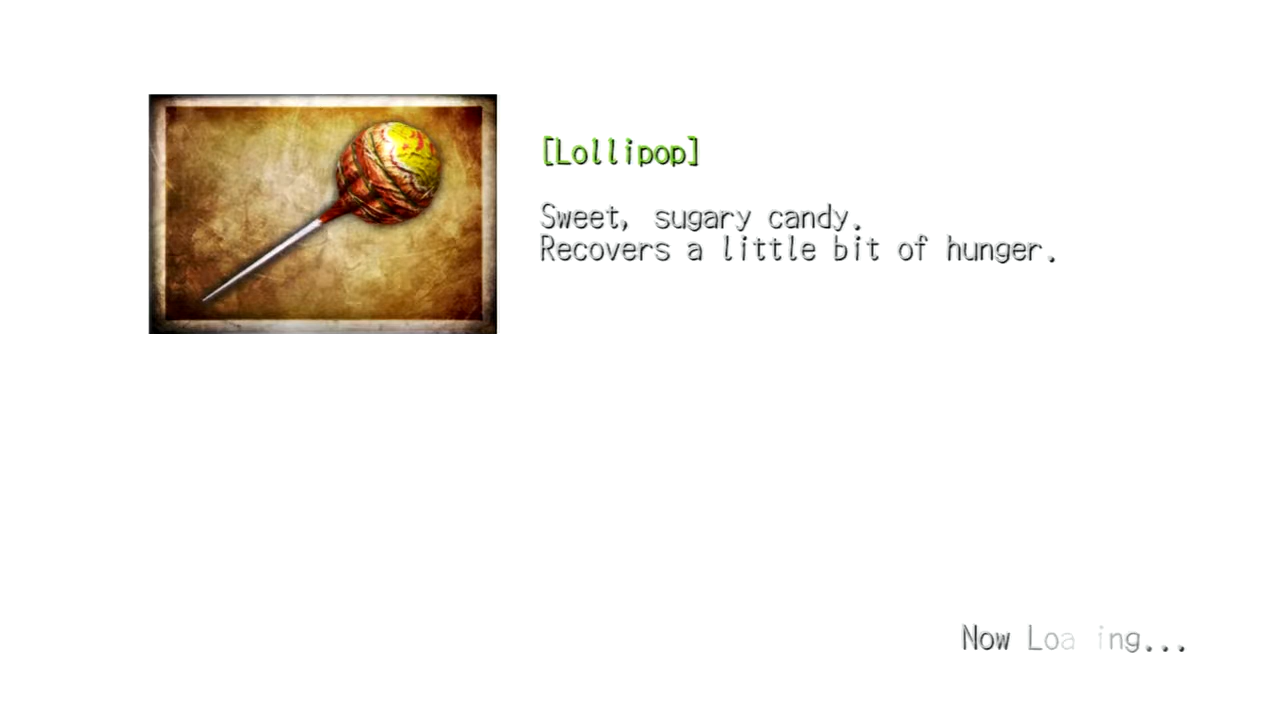 [Lollipop]
Sweet, sugary candy.
Recovers a little bit of hunger.
Now Loa ing...